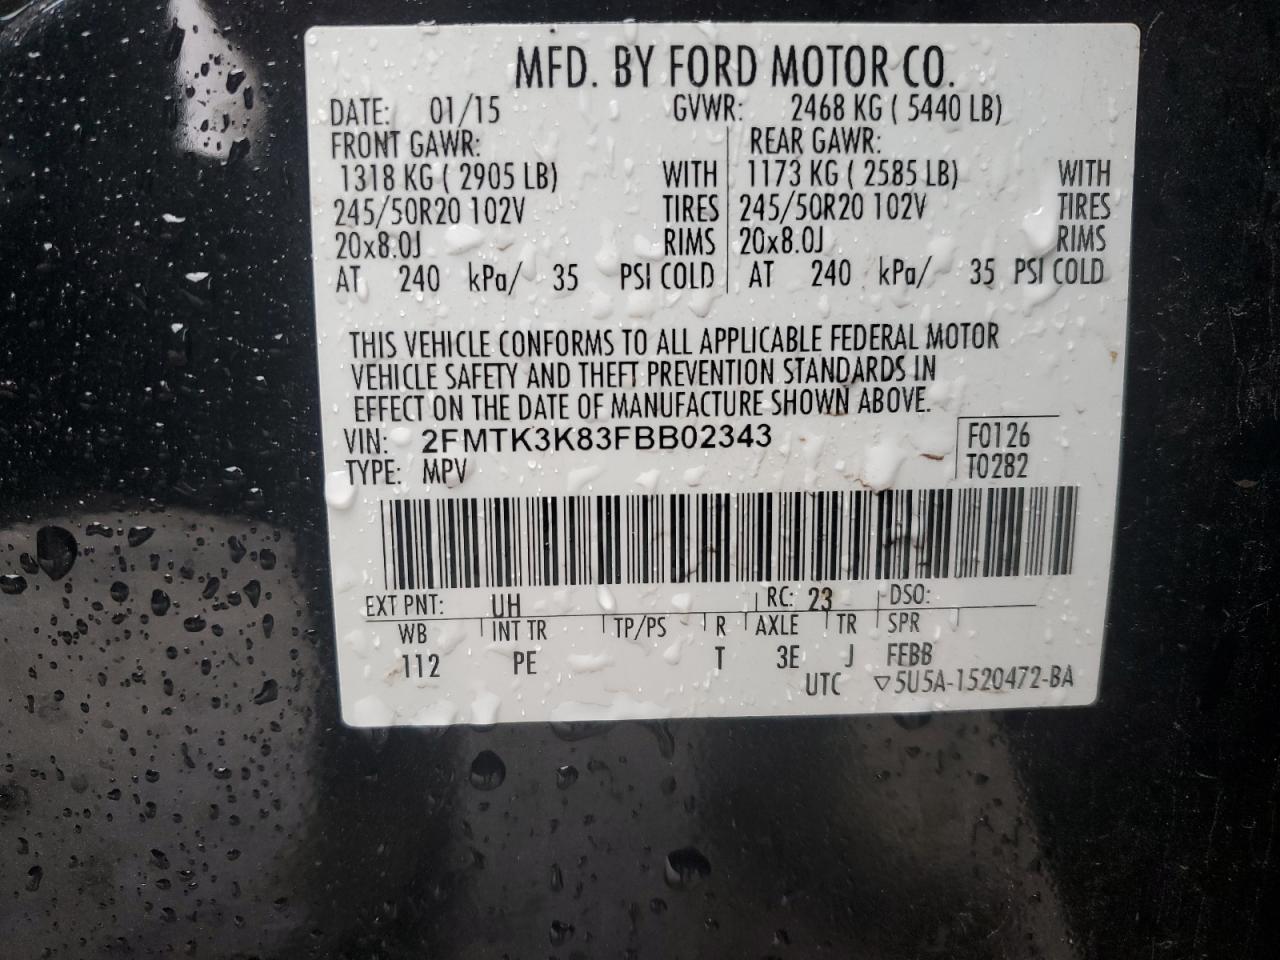 MFD. BY FORD MOTOR CO.
DATE: 01/15 GVWR: 2468 KG ( 5440 LB)
FRONT GAWR: REAR GAWR:
1318 KG ( 2905 LB) WITH 1173 KG ( 2585 LB) WITH
245/50R20 102V TIRES 245/50R20 102V TIRES
20x8.0J RIMS 20x8.0J RIMS
AT 240 kPa/ 35 PSI COLD AT 240 kPa/ 35 PSI COLD
THIS VEHICLE CONFORMS TO ALL APPLICABLE FEDERAL MOTOR
VEHICLE SAFETY AND THEFT PREVENTION STANDARDS IN
EFFECT ON THE DATE OF MANUFACTURE SHOWN ABOVE.
VIN: 2FMTK3K83FBB02343 F0126
TYPE: MPV T0282
EXT PNT: UH RC: 23 DSO:
WB INT TR TP/PS R AXLE TR SPR
112 PE T 3E J FFBB
UTC ▽5U5A-1520472-BA